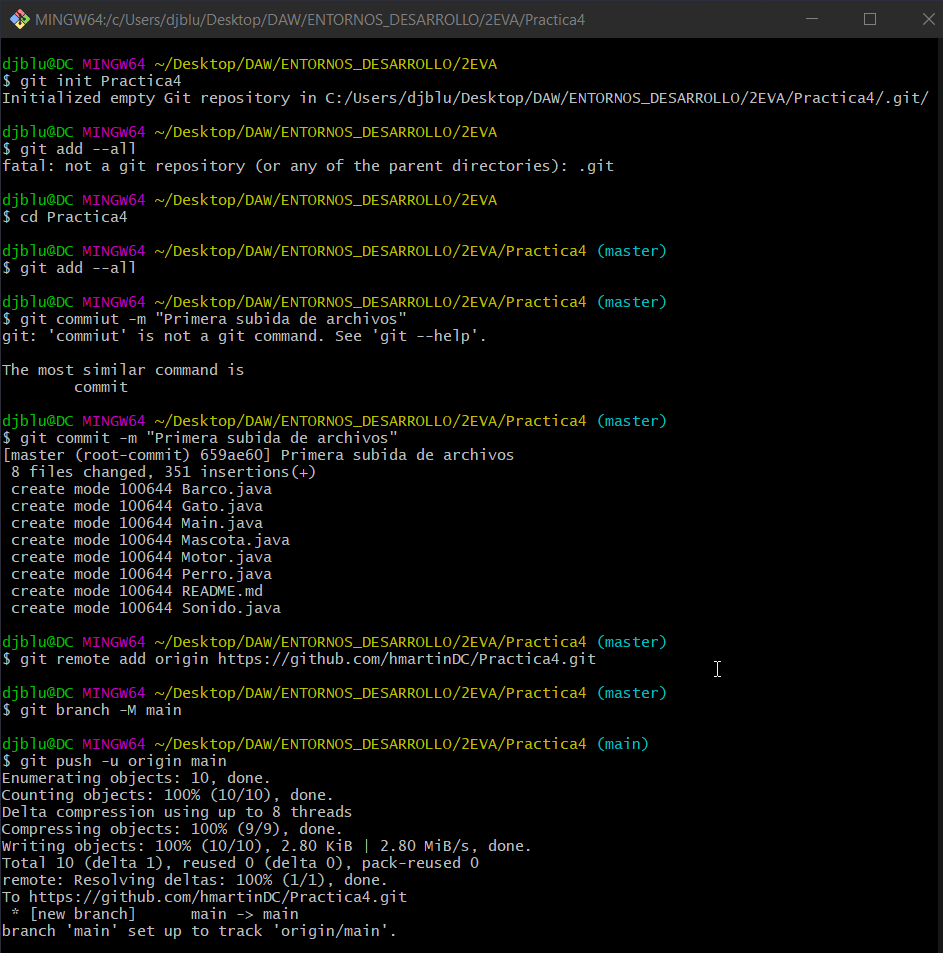 MINGW64:/c/Users/djblu/Desktop/DAW/ENTORNOS_DESARROLLO/2EVA/Practica4
djblu@DC MINGW64 ~/Desktop/DAW/ENTORNOS_DESARROLLO/2EVA
$ git init Practica4
Initialized empty Git repository in C:/Users/djblu/Desktop/DAW/ENTORNOS_DESARROLLO/2EVA/Practica4/.git/
djblu@DC MINGW64 ~/Desktop/DAW/ENTORNOS_DESARROLLO/2EVA
$ git add --all
fatal: not a git repository (or any of the parent directories): .git
djblu@DC MINGW64 ~/Desktop/DAW/ENTORNOS_DESARROLLO/2EVA
$ cd Practica4
djblu@DC MINGW64 ~/Desktop/DAW/ENTORNOS_DESARROLLO/2EVA/Practica4 (master)
$ git add --all
djblu@DC MINGW64 ~/Desktop/DAW/ENTORNOS_DESARROLLO/2EVA/Practica4 (master)
$ git commiut -m "Primera subida de archivos"
git: 'commiut' is not a git command. See 'git --help'.
The most similar command is
        commit
djblu@DC MINGW64 ~/Desktop/DAW/ENTORNOS_DESARROLLO/2EVA/Practica4 (master)
$ git commit -m "Primera subida de archivos"
[master (root-commit) 659ae60] Primera subida de archivos
 8 files changed, 351 insertions(+)
 create mode 100644 Barco.java
 create mode 100644 Gato.java
 create mode 100644 Main.java
 create mode 100644 Mascota.java
 create mode 100644 Motor.java
 create mode 100644 Perro.java
 create mode 100644 README.md
 create mode 100644 Sonido.java
djblu@DC MINGW64 ~/Desktop/DAW/ENTORNOS_DESARROLLO/2EVA/Practica4 (master)
$ git remote add origin https://github.com/hmartinDC/Practica4.git
djblu@DC MINGW64 ~/Desktop/DAW/ENTORNOS_DESARROLLO/2EVA/Practica4 (master)
$ git branch -M main
djblu@DC MINGW64 ~/Desktop/DAW/ENTORNOS_DESARROLLO/2EVA/Practica4 (main)
$ git push -u origin main
Enumerating objects: 10, done.
Counting objects: 100% (10/10), done.
Delta compression using up to 8 threads
Compressing objects: 100% (9/9), done.
Writing objects: 100% (10/10), 2.80 KiB | 2.80 MiB/s, done.
Total 10 (delta 1), reused 0 (delta 0), pack-reused 0
remote: Resolving deltas: 100% (1/1), done.
To https://github.com/hmartinDC/Practica4.git
 * [new branch]      main -> main
branch 'main' set up to track 'origin/main'.